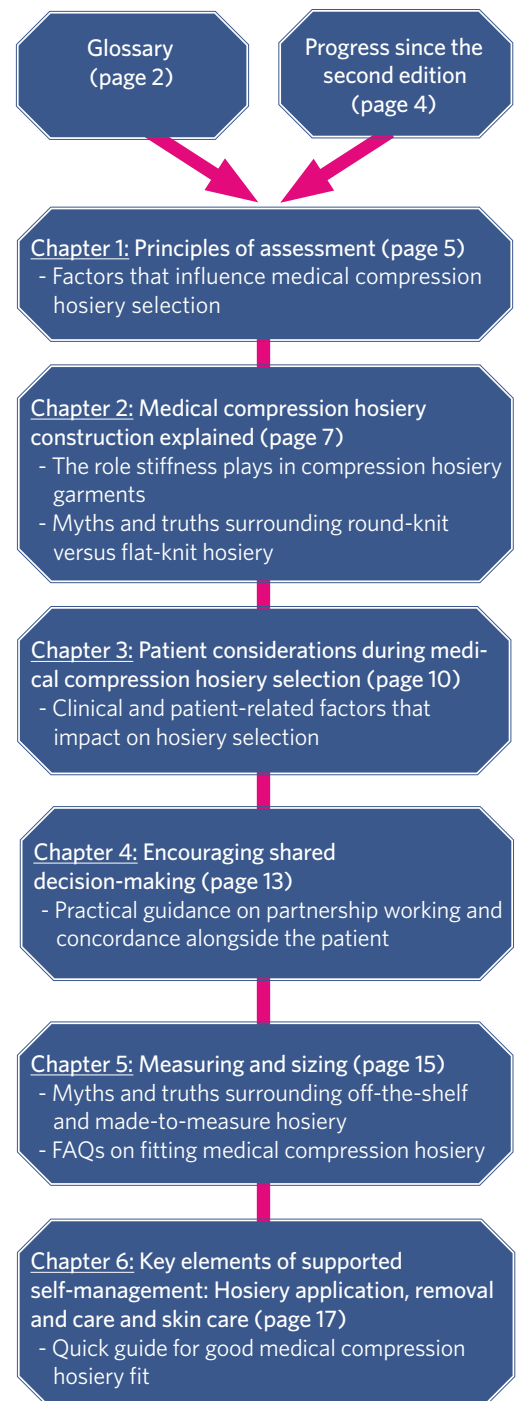 Glossary
(page 2)
Progress since the
second edition
(page 4)
Chapter 1: Principles of assessment (page 5)
- Factors that influence medical compression
hosiery selection
Chapter 2: Medical compression hosiery
construction explained (page 7)
- The role stiffness plays in compression hosiery
garments
- Myths and truths surrounding round-knit
versus flat-knit hosiery
Chapter 3: Patient considerations during medi-
cal compression hosiery selection (page 10)
- Clinical and patient-related factors that
impact on hosiery selection
Chapter 4: Encouraging shared
decision-making (page 13)
- Practical guidance on partnership working and
concordance alongside the patient
Chapter 5: Measuring and sizing (page 15)
- Myths and truths surrounding off-the-shelf
and made-to-measure hosiery
- FAQs on fitting medical compression hosiery
Chapter 6: Key elements of supported
self-management: Hosiery application, removal
and care and skin care (page 17)
- Quick guide for good medical compression
hosiery fit